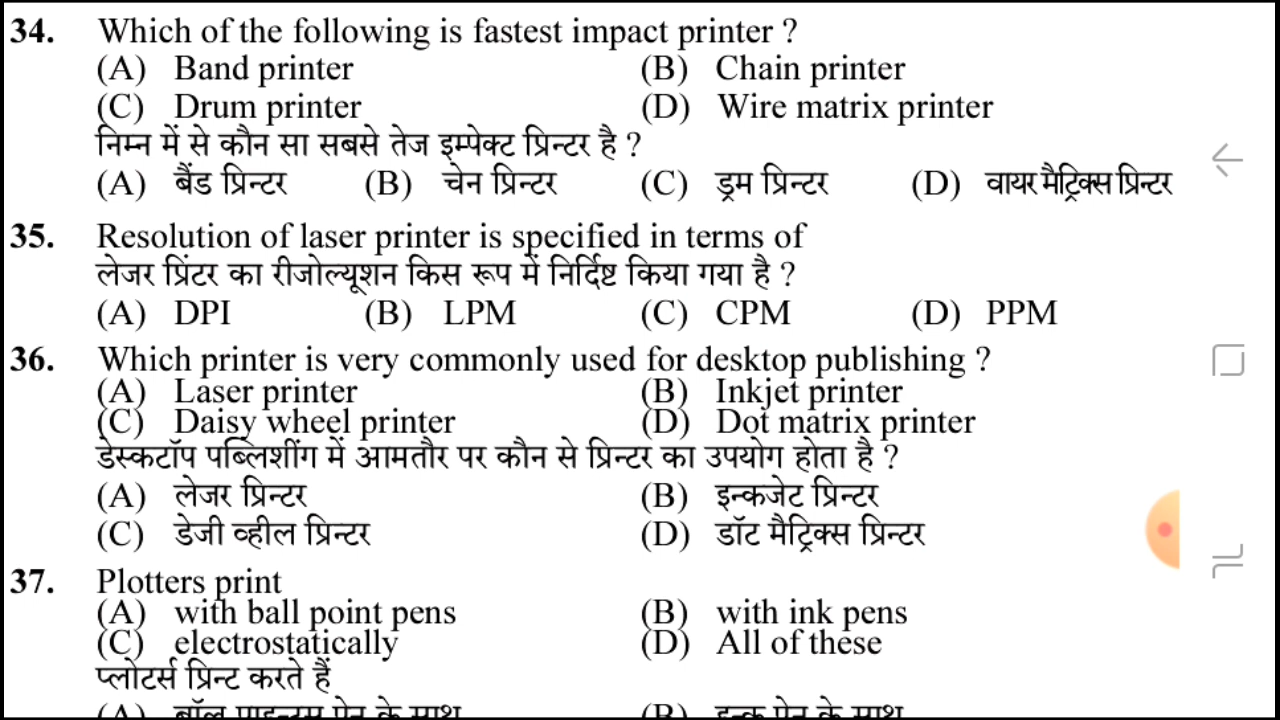 34. Which of the following is fastest impact printer ?
(A) Band printer (B) Chain printer
(C) Drum printer (D) Wire matrix printer
निम्न में से कौन सा सबसे तेज इम्पेक्ट प्रिन्टर है ?
(A) बैंड प्रिन्टर (B) चेन प्रिन्टर (C) ड्रम प्रिन्टर (D) वायर मैट्रिक्स प्रिन्टर
35. Resolution of laser printer is specified in terms of
लेजर प्रिंटर का रीजोल्यूशन किस रूप में निर्दिष्ट किया गया है ?
(A) DPI (B) LPM (C) CPM (D) PPM
36. Which printer is very commonly used for desktop publishing ?
(A) Laser printer (B) Inkjet printer
(C) Daisy wheel printer (D) Dot matrix printer
डेस्कटॉप पब्लिशींग में आमतौर पर कौन से प्रिन्टर का उपयोग होता है ?
(A) लेजर प्रिन्टर (B) इन्कजेट प्रिन्टर
(C) डेजी व्हील प्रिन्टर (D) डॉट मैट्रिक्स प्रिन्टर
37. Plotters print
(A) with ball point pens (B) with ink pens
(C) electrostatically (D) All of these
प्लोटर्स प्रिन्ट करते हैं
(A) बॉल पाइन्टस पेन के साथ (B) इन्क पेन के साथ